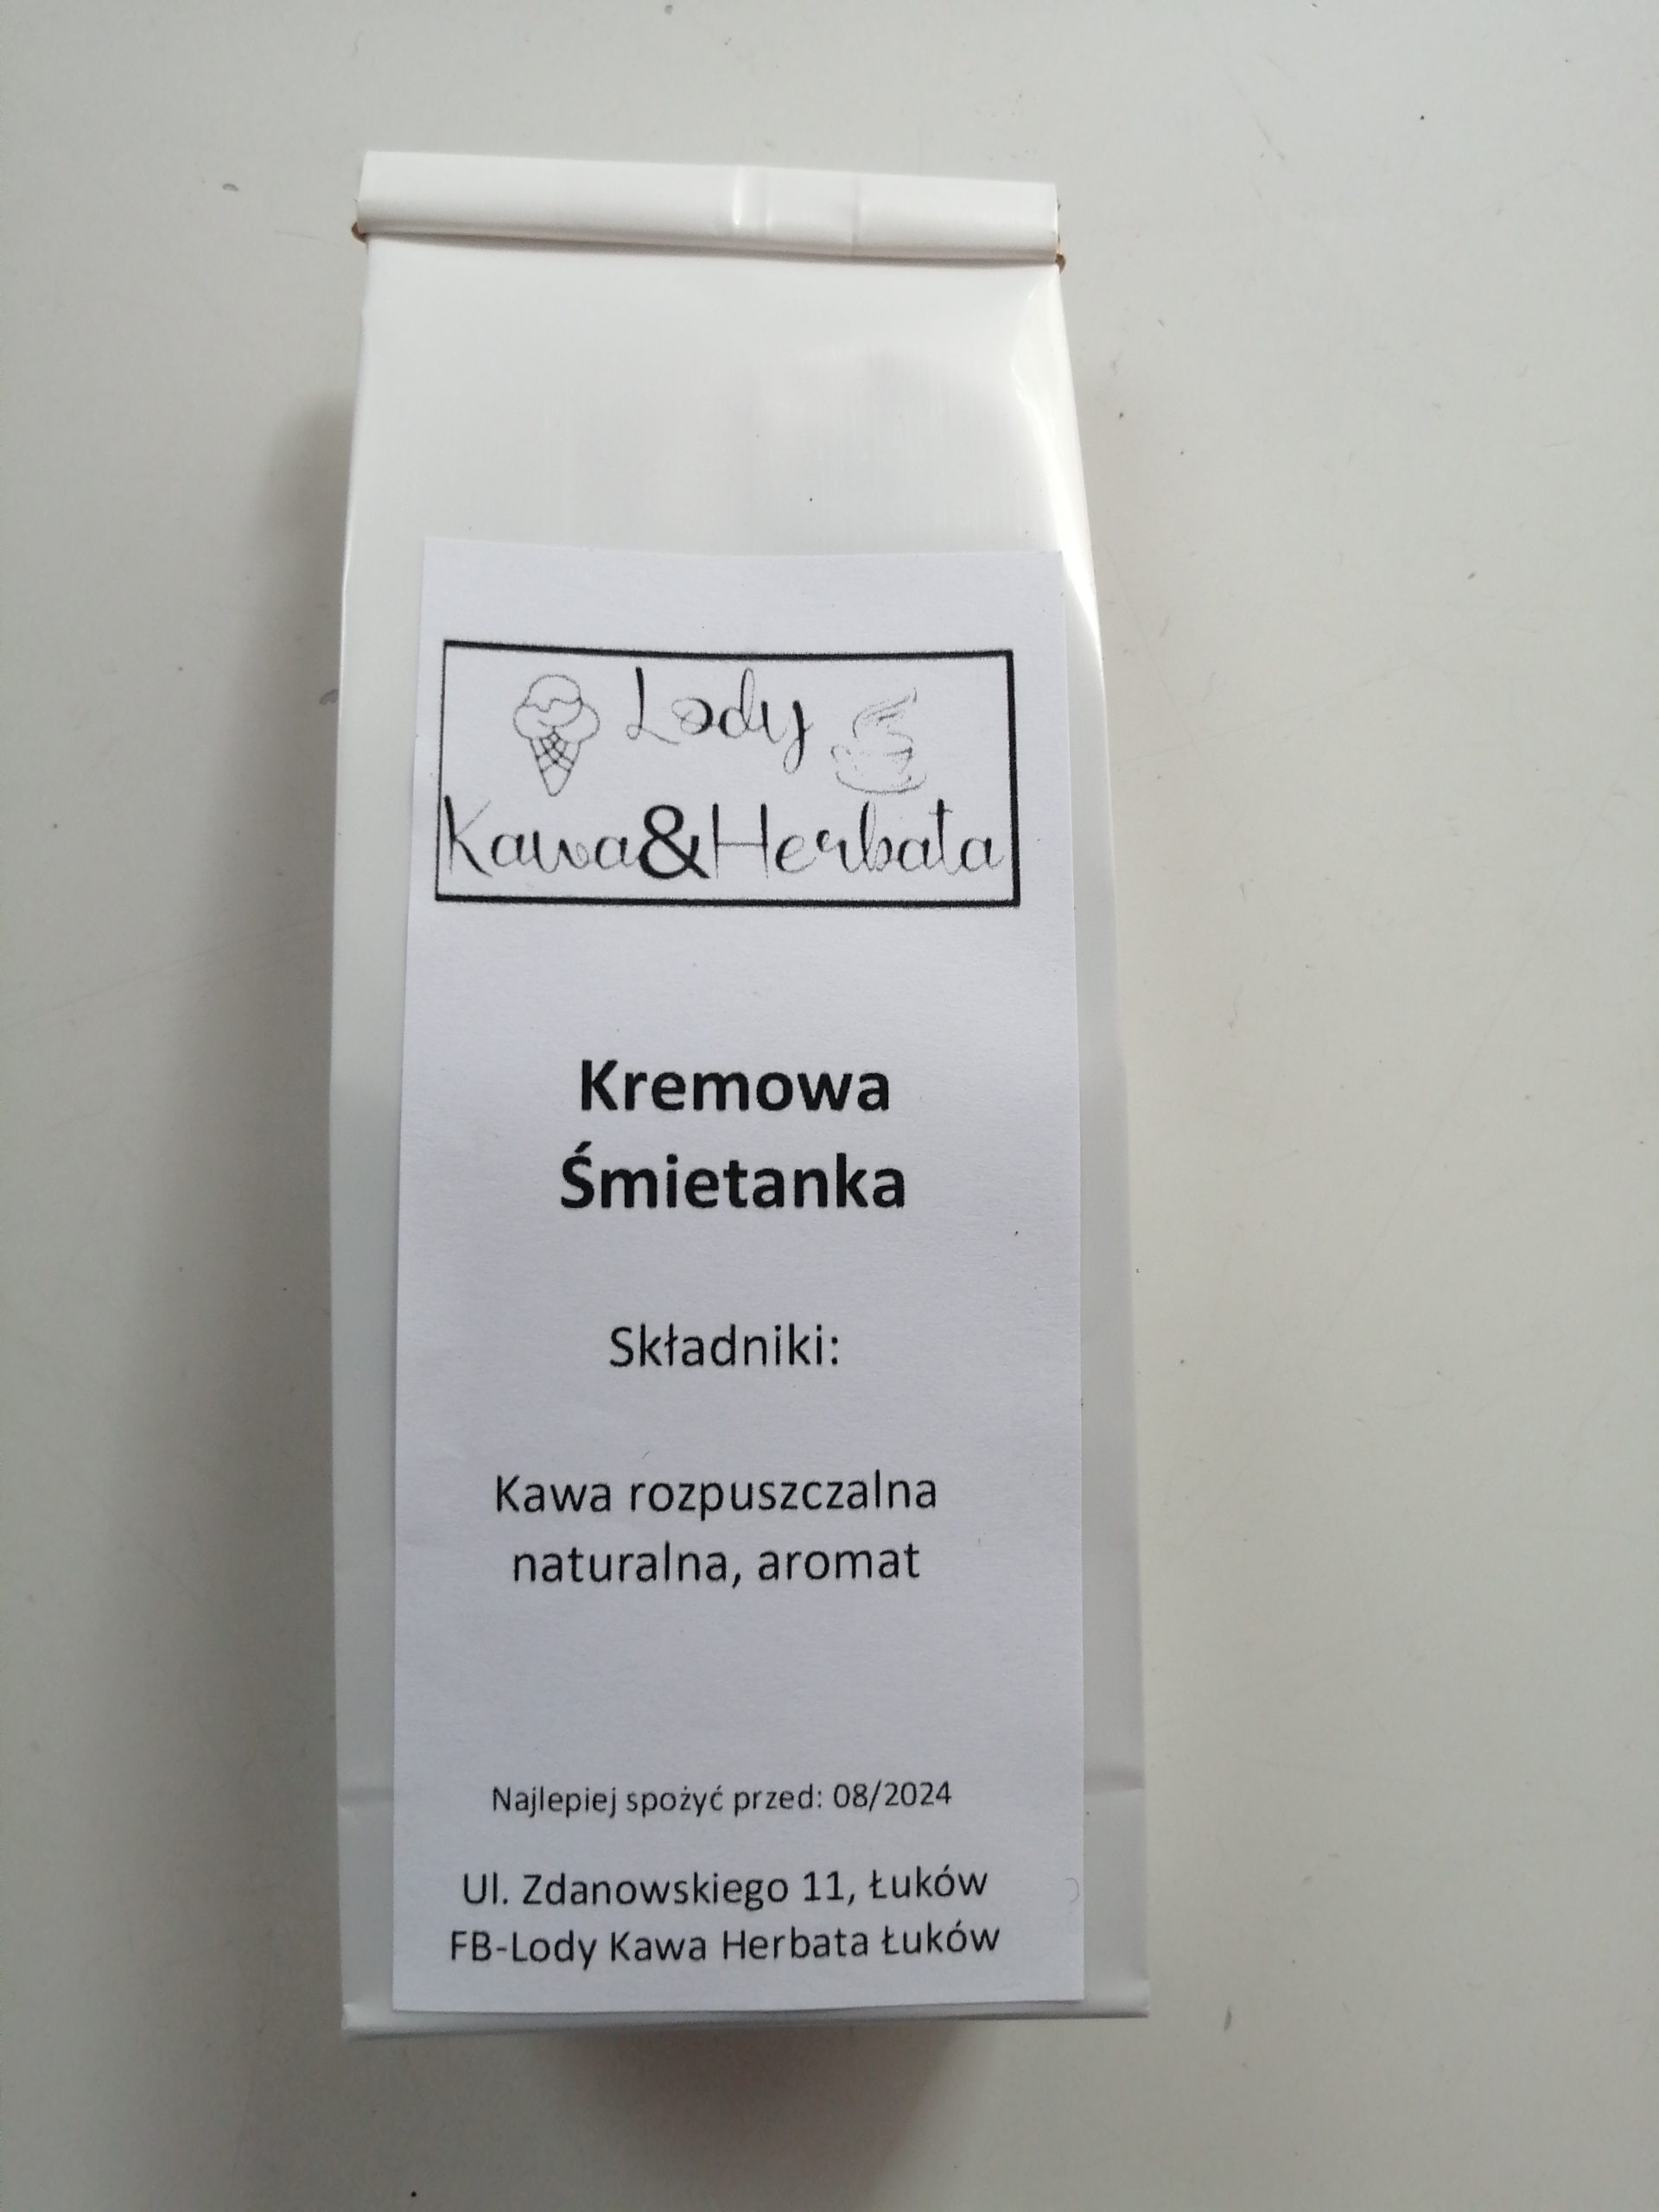 Lody
Kawa&Herbata
Kremowa
Śmietanka
Składniki:
Kawa rozpuszczalna
naturalna, aromat
Najlepiej spożyć przed: 08/2024
Ul. Zdanowskiego 11, Łuków
FB-Lody Kawa Herbata Łuków